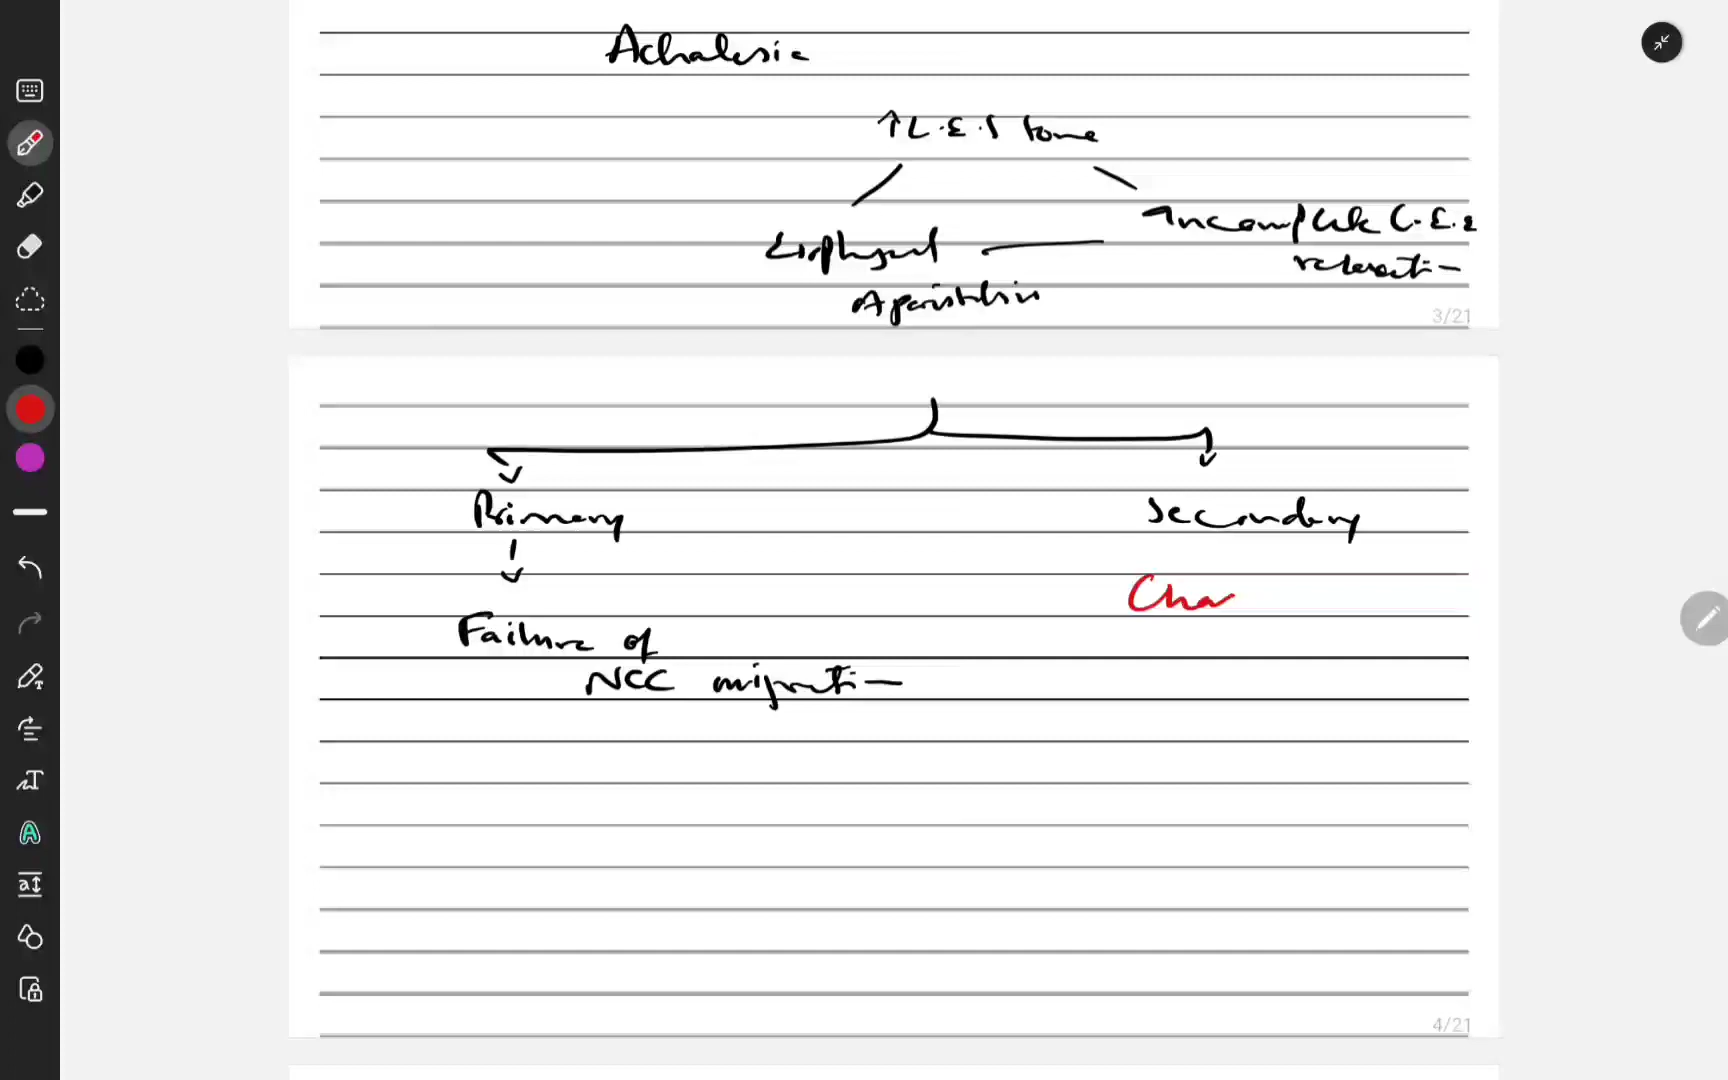 Achalasia
↑ L.E.S tone
Incomplete L.E.S
Esophageal
relaxation
Aperistalsis
3/21
Primary
Secondary
Cha
Failure of
NCC migration
4/21